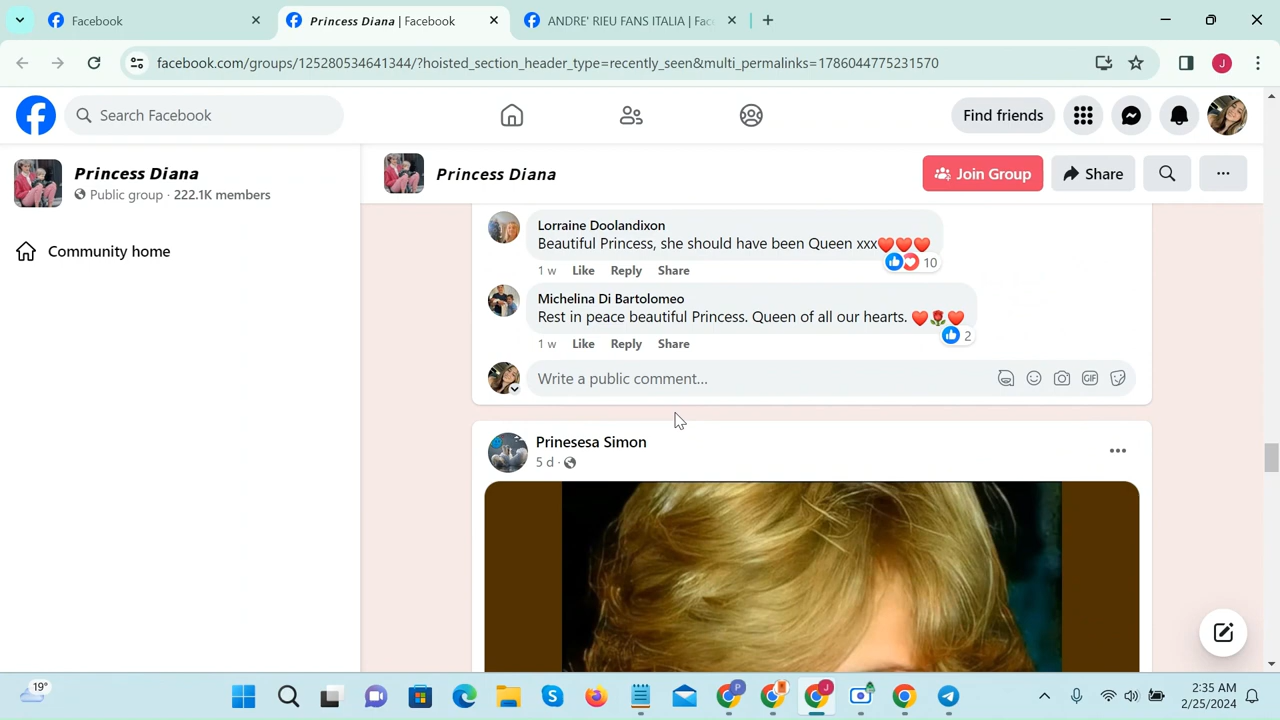 Facebook
Princess Diana | Facebook
ANDRE' RIEU FANS ITALIA | Fac
facebook.com/groups/125280534641344/?hoisted_section_header_type=recently_seen&multi_permalinks=1786044775231570
J
Search Facebook
Find friends
Princess Diana
Public group · 222.1K members
Community home
Princess Diana
Join Group
Share
Lorraine Doolandixon
Beautiful Princess, she should have been Queen xxx❤️❤️❤️
10
1 w Like Reply Share
Michelina Di Bartolomeo
Rest in peace beautiful Princess. Queen of all our hearts. ❤️🌹❤️
2
1 w Like Reply Share
Write a public comment...
GIF
Prinesesa Simon
5 d ·
19°
P
J
2:35 AM
2/25/2024